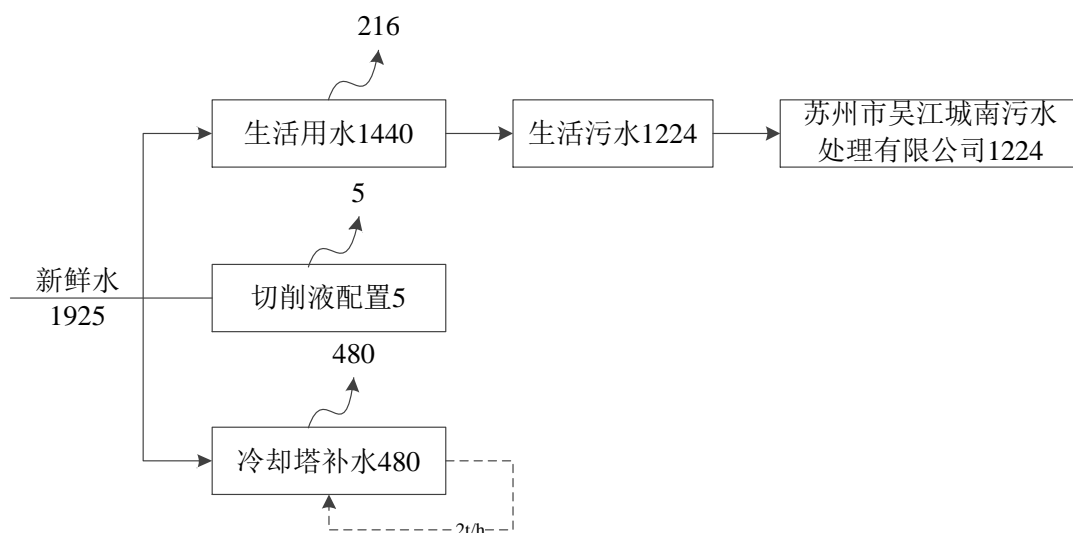 216
生活用水1440
生活污水1224
苏州市吴江城南污水
处理有限公司1224
5
新鲜水
1925
切削液配置5
480
冷却塔补水480
2t/h